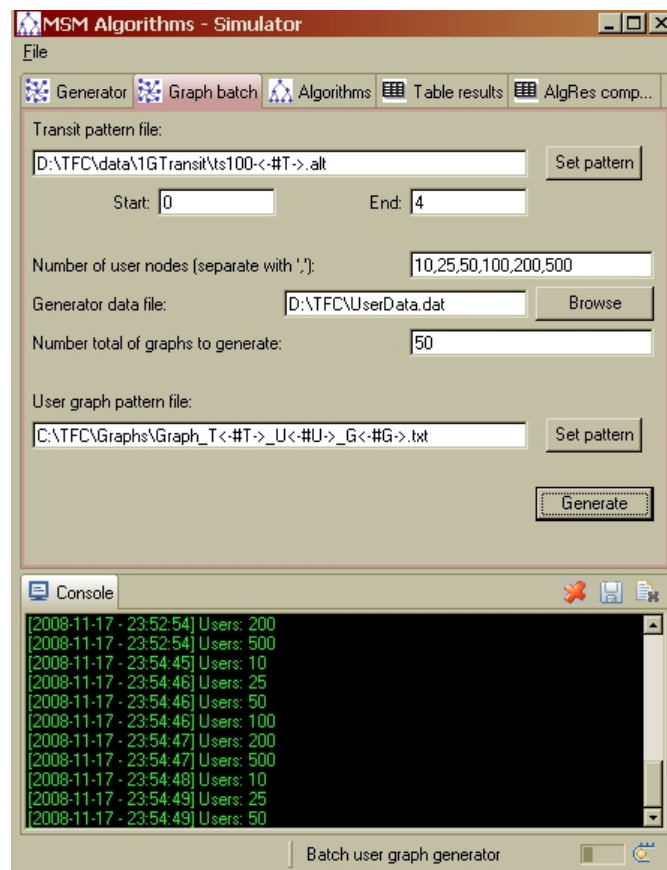 MSM Algorithms - Simulator
File
Generator Graph batch Algorithms Table results AlgRes comp...
Transit pattern file:
D:\TFC\data\1GTransit\ts100-<-#T->.alt Set pattern
Start: 0 End: 4
Number of user nodes (separate with ','): 10,25,50,100,200,500
Generator data file: D:\TFC\UserData.dat Browse
Number total of graphs to generate: 50
User graph pattern file:
C:\TFC\Graphs\Graph_T<-#T->_U<-#U->_G<-#G->.txt Set pattern
Generate
Console
[2008-11-17 - 23:52:54] Users: 200
[2008-11-17 - 23:52:54] Users: 500
[2008-11-17 - 23:54:45] Users: 10
[2008-11-17 - 23:54:46] Users: 25
[2008-11-17 - 23:54:46] Users: 50
[2008-11-17 - 23:54:46] Users: 100
[2008-11-17 - 23:54:47] Users: 200
[2008-11-17 - 23:54:47] Users: 500
[2008-11-17 - 23:54:48] Users: 10
[2008-11-17 - 23:54:49] Users: 25
[2008-11-17 - 23:54:49] Users: 50
Batch user graph generator